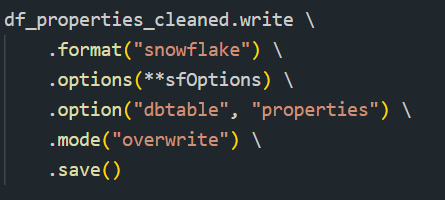 df_properties_cleaned.write \
    .format("snowflake") \
    .options(**sfOptions) \
    .option("dbtable", "properties") \
    .mode("overwrite") \
    .save()